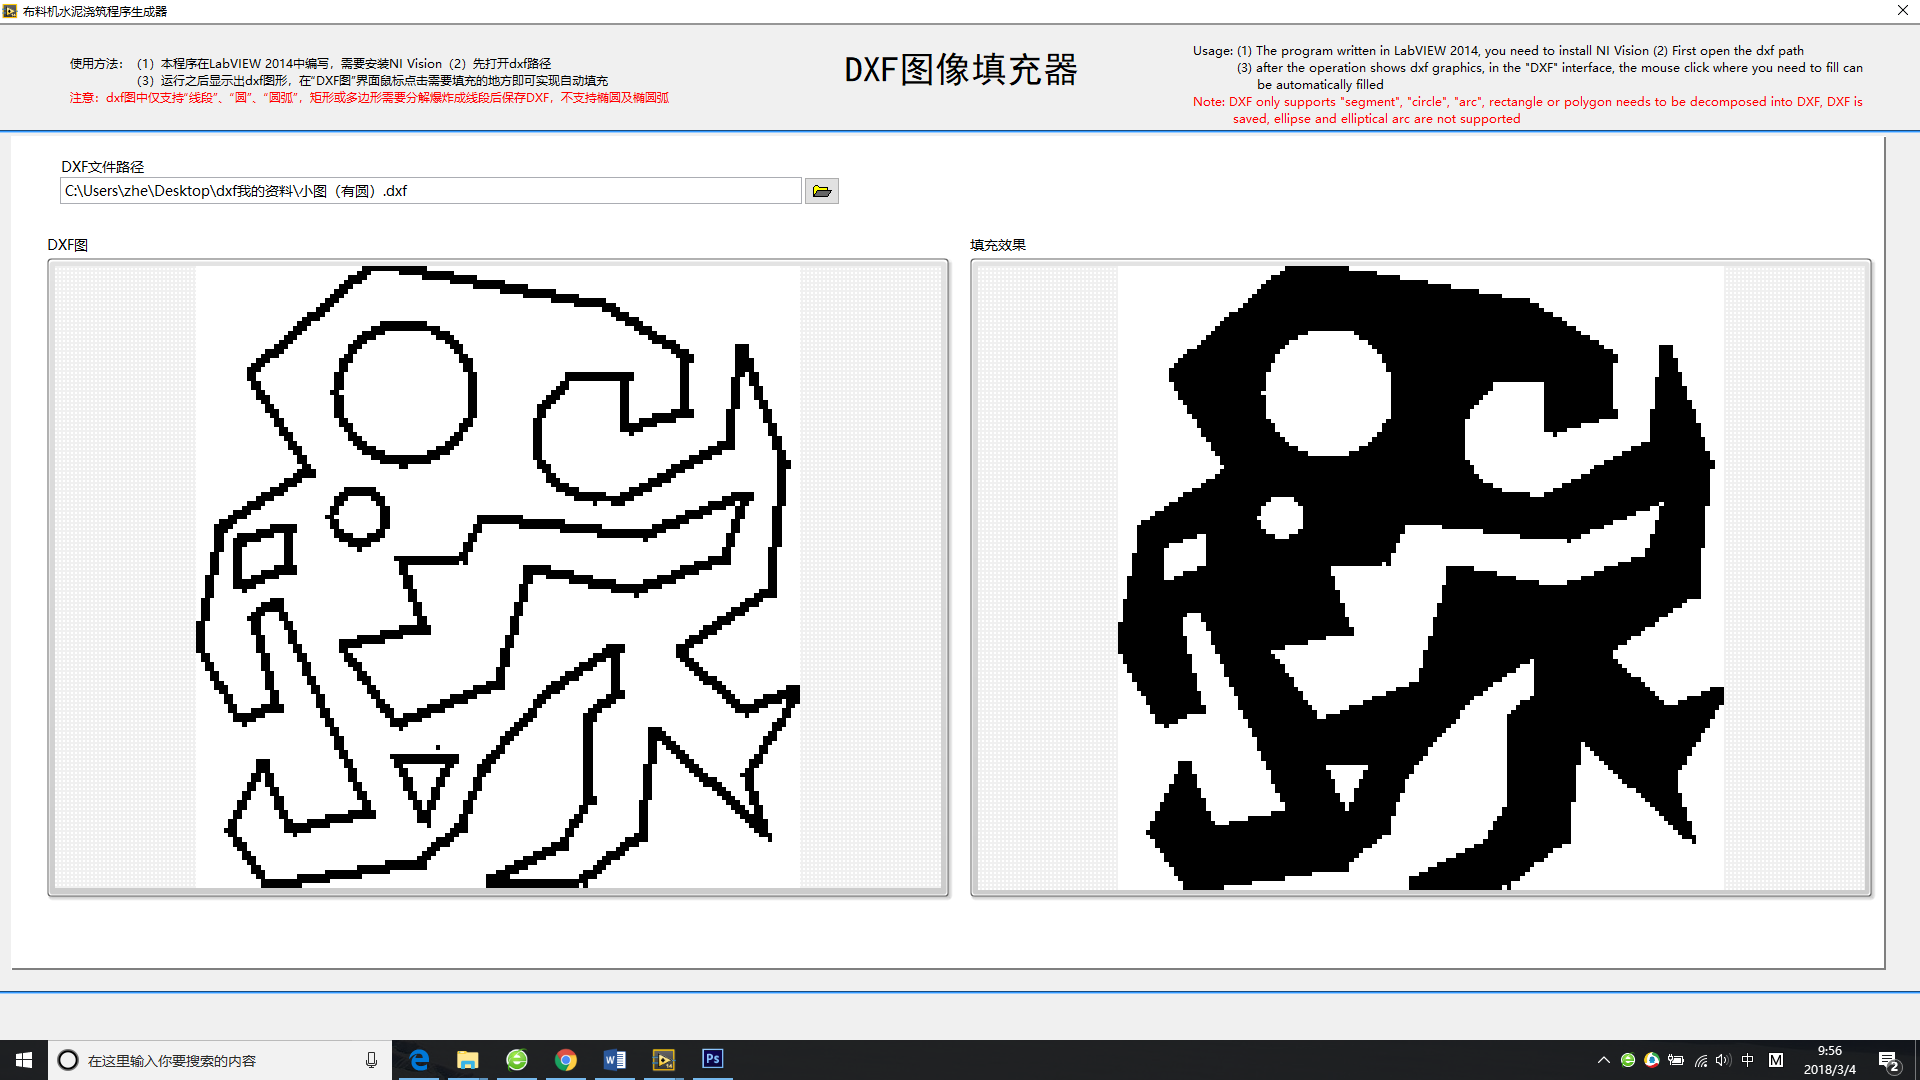 布料机水泥浇筑程序生成器
使用方法：（1）本程序在LabVIEW 2014中编写，需要安装NI Vision（2）先打开dxf路径
（3）运行之后显示出dxf图形，在“DXF图”界面鼠标点击需要填充的地方即可实现自动填充
注意：dxf图中仅支持“线段”、“圆”、“圆弧”，矩形或多边形需要分解爆炸成线段后保存DXF，不支持椭圆及椭圆弧
DXF图像填充器
Usage: (1) The program written in LabVIEW 2014, you need to install NI Vision (2) First open the dxf path
(3) after the operation shows dxf graphics, in the "DXF" interface, the mouse click where you need to fill can
be automatically filled
Note: DXF only supports "segment", "circle", "arc", rectangle or polygon needs to be decomposed into DXF, DXF is
saved, ellipse and elliptical arc are not supported
DXF文件路径
C:\Users\zhe\Desktop\dxf我的资料\小图（有圆）.dxf
DXF图
填充效果
在这里输入你要搜索的内容
Ps
中
M
9:56
2018/3/4
2